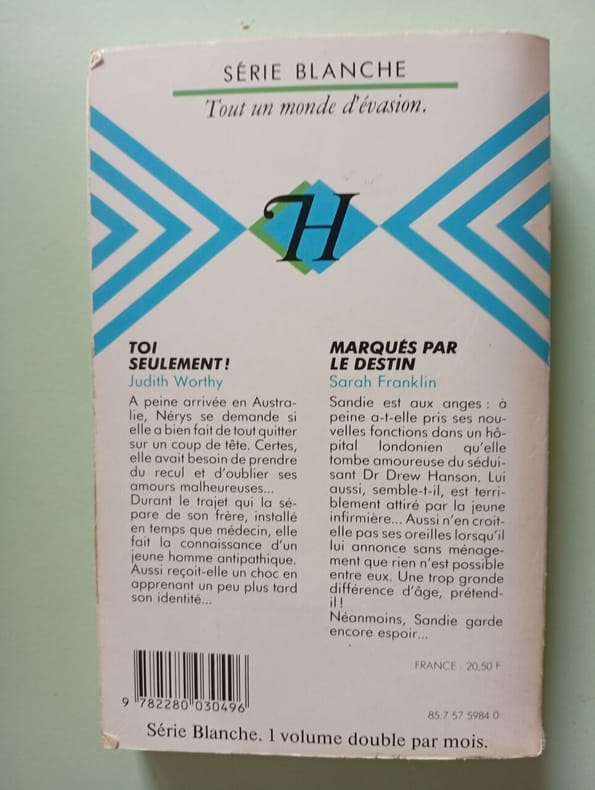 SÉRIE BLANCHE
Tout un monde d'évasion.
H
TOI
SEULEMENT!
Judith Worthy
A peine arrivée en Austra-
lie, Nérys se demande si
elle a bien fait de tout quitter
sur un coup de tête. Certes,
elle avait besoin de prendre
du recul et d'oublier ses
amours malheureuses...
Durant le trajet qui la sé-
pare de son frère, installé
en temps que médecin, elle
fait la connaissance d'un
jeune homme antipathique.
Aussi reçoit-elle un choc en
apprenant un peu plus tard
son identité...
MARQUÉS PAR
LE DESTIN
Sarah Franklin
Sandie est aux anges : à
peine a-t-elle pris ses nou-
velles fonctions dans un hô-
pital londonien qu'elle
tombe amoureuse du sédui-
sant Dr Drew Hanson. Lui
aussi, semble-t-il, est terri-
blement attiré par la jeune
infirmière... Aussi n'en croit-
elle pas ses oreilles lorsqu'il
lui annonce sans ménage-
ment que rien n'est possible
entre eux. Une trop grande
différence d'âge, prétend-
il!
Néanmoins, Sandie garde
encore espoir...
FRANCE : 20,50 F
9 782280 030496
85.7 57 5984 0
Série Blanche. 1 volume double par mois.